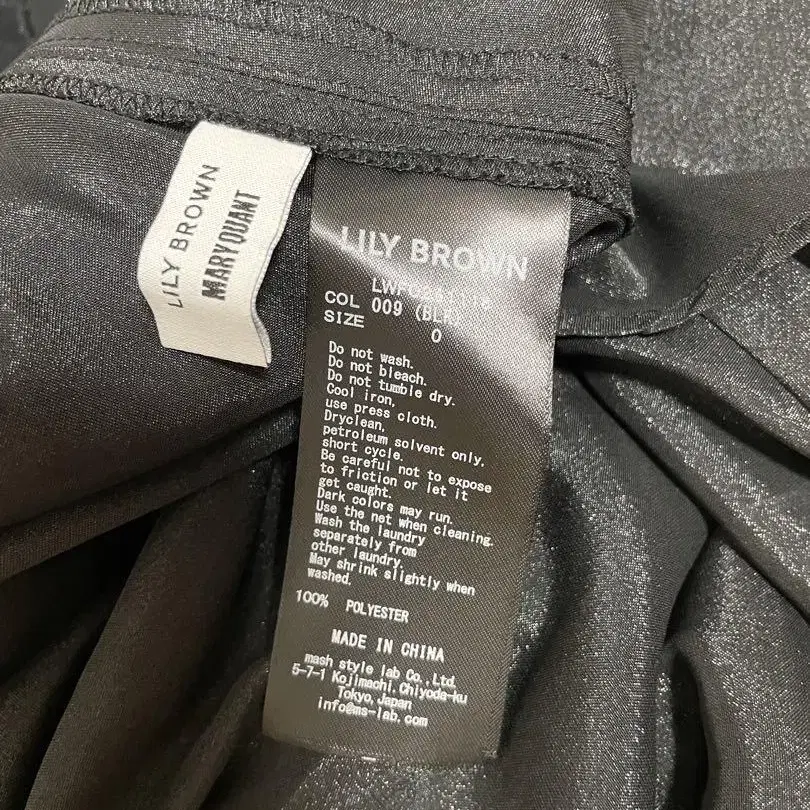 LILY BROWN
MARYQUANT
LILY BROWN
COL 009 (BLK)
SIZE 0
Do not wash.
Do not bleach.
Do not tumble dry.
Cool iron,
use press cloth.
Dryclean,
petroleum solvent only,
short cycle.
Be careful not to expose
to friction or let it
get caught.
Dark colors may run.
Use the net when cleaning.
Wash the laundry
separately from
other laundry.
May shrink slightly when
washed.
100% POLYESTER
MADE IN CHINA
mash style lab Co., Ltd.
5-7-1 Kojimachi, Chiyoda-ku
Tokyo, Japan
info@ms-lab.com